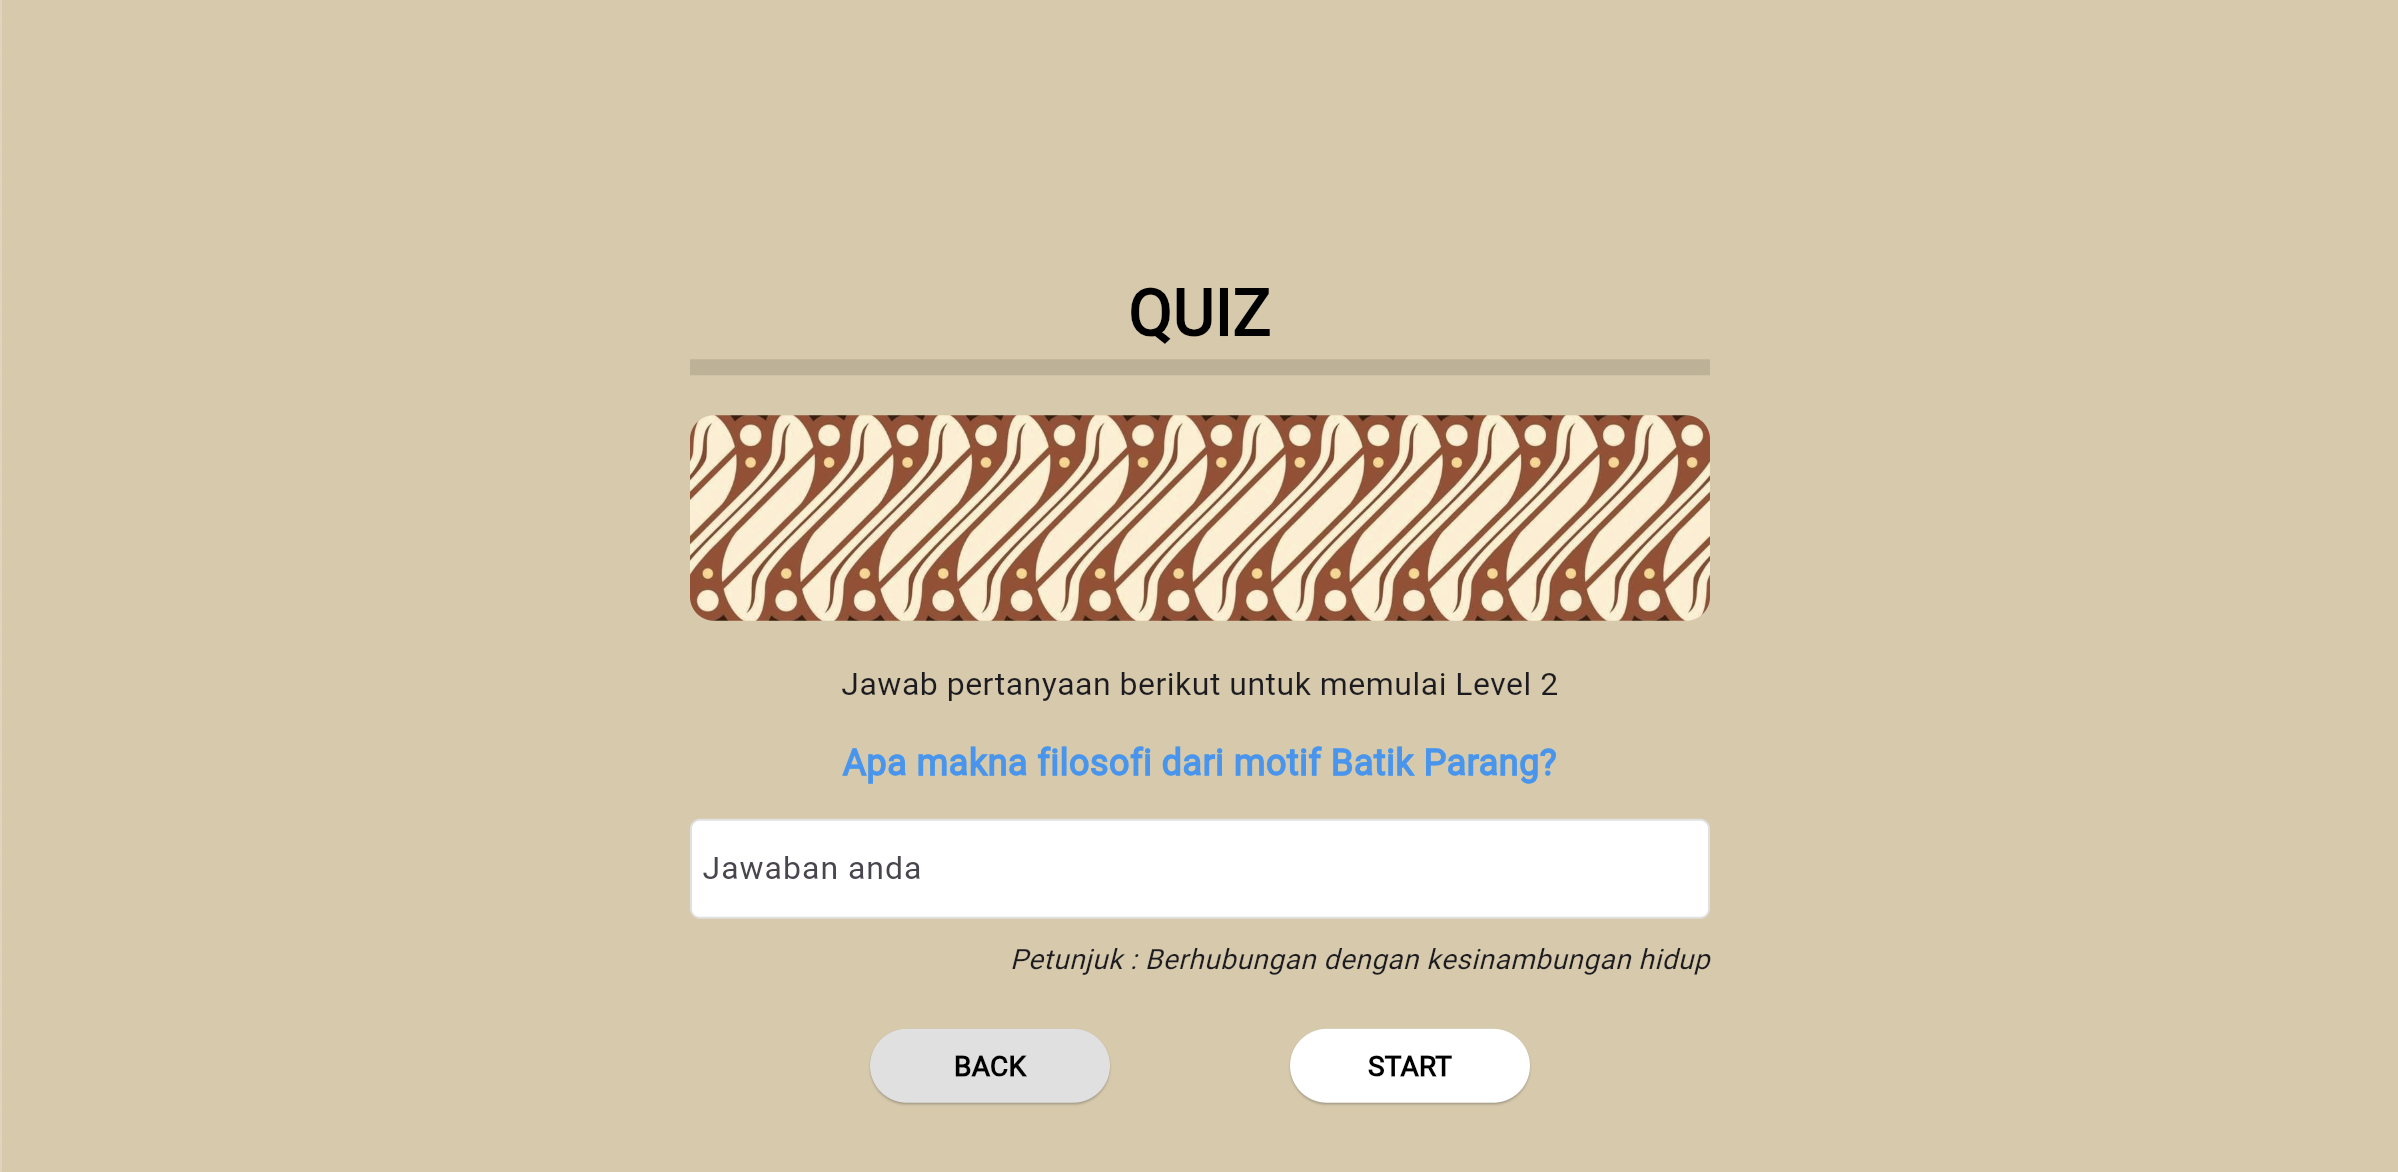 QUIZ
Jawab pertanyaan berikut untuk memulai Level 2
Apa makna filosofi dari motif Batik Parang?
Jawaban anda
Petunjuk : Berhubungan dengan kesinambungan hidup
BACK
START